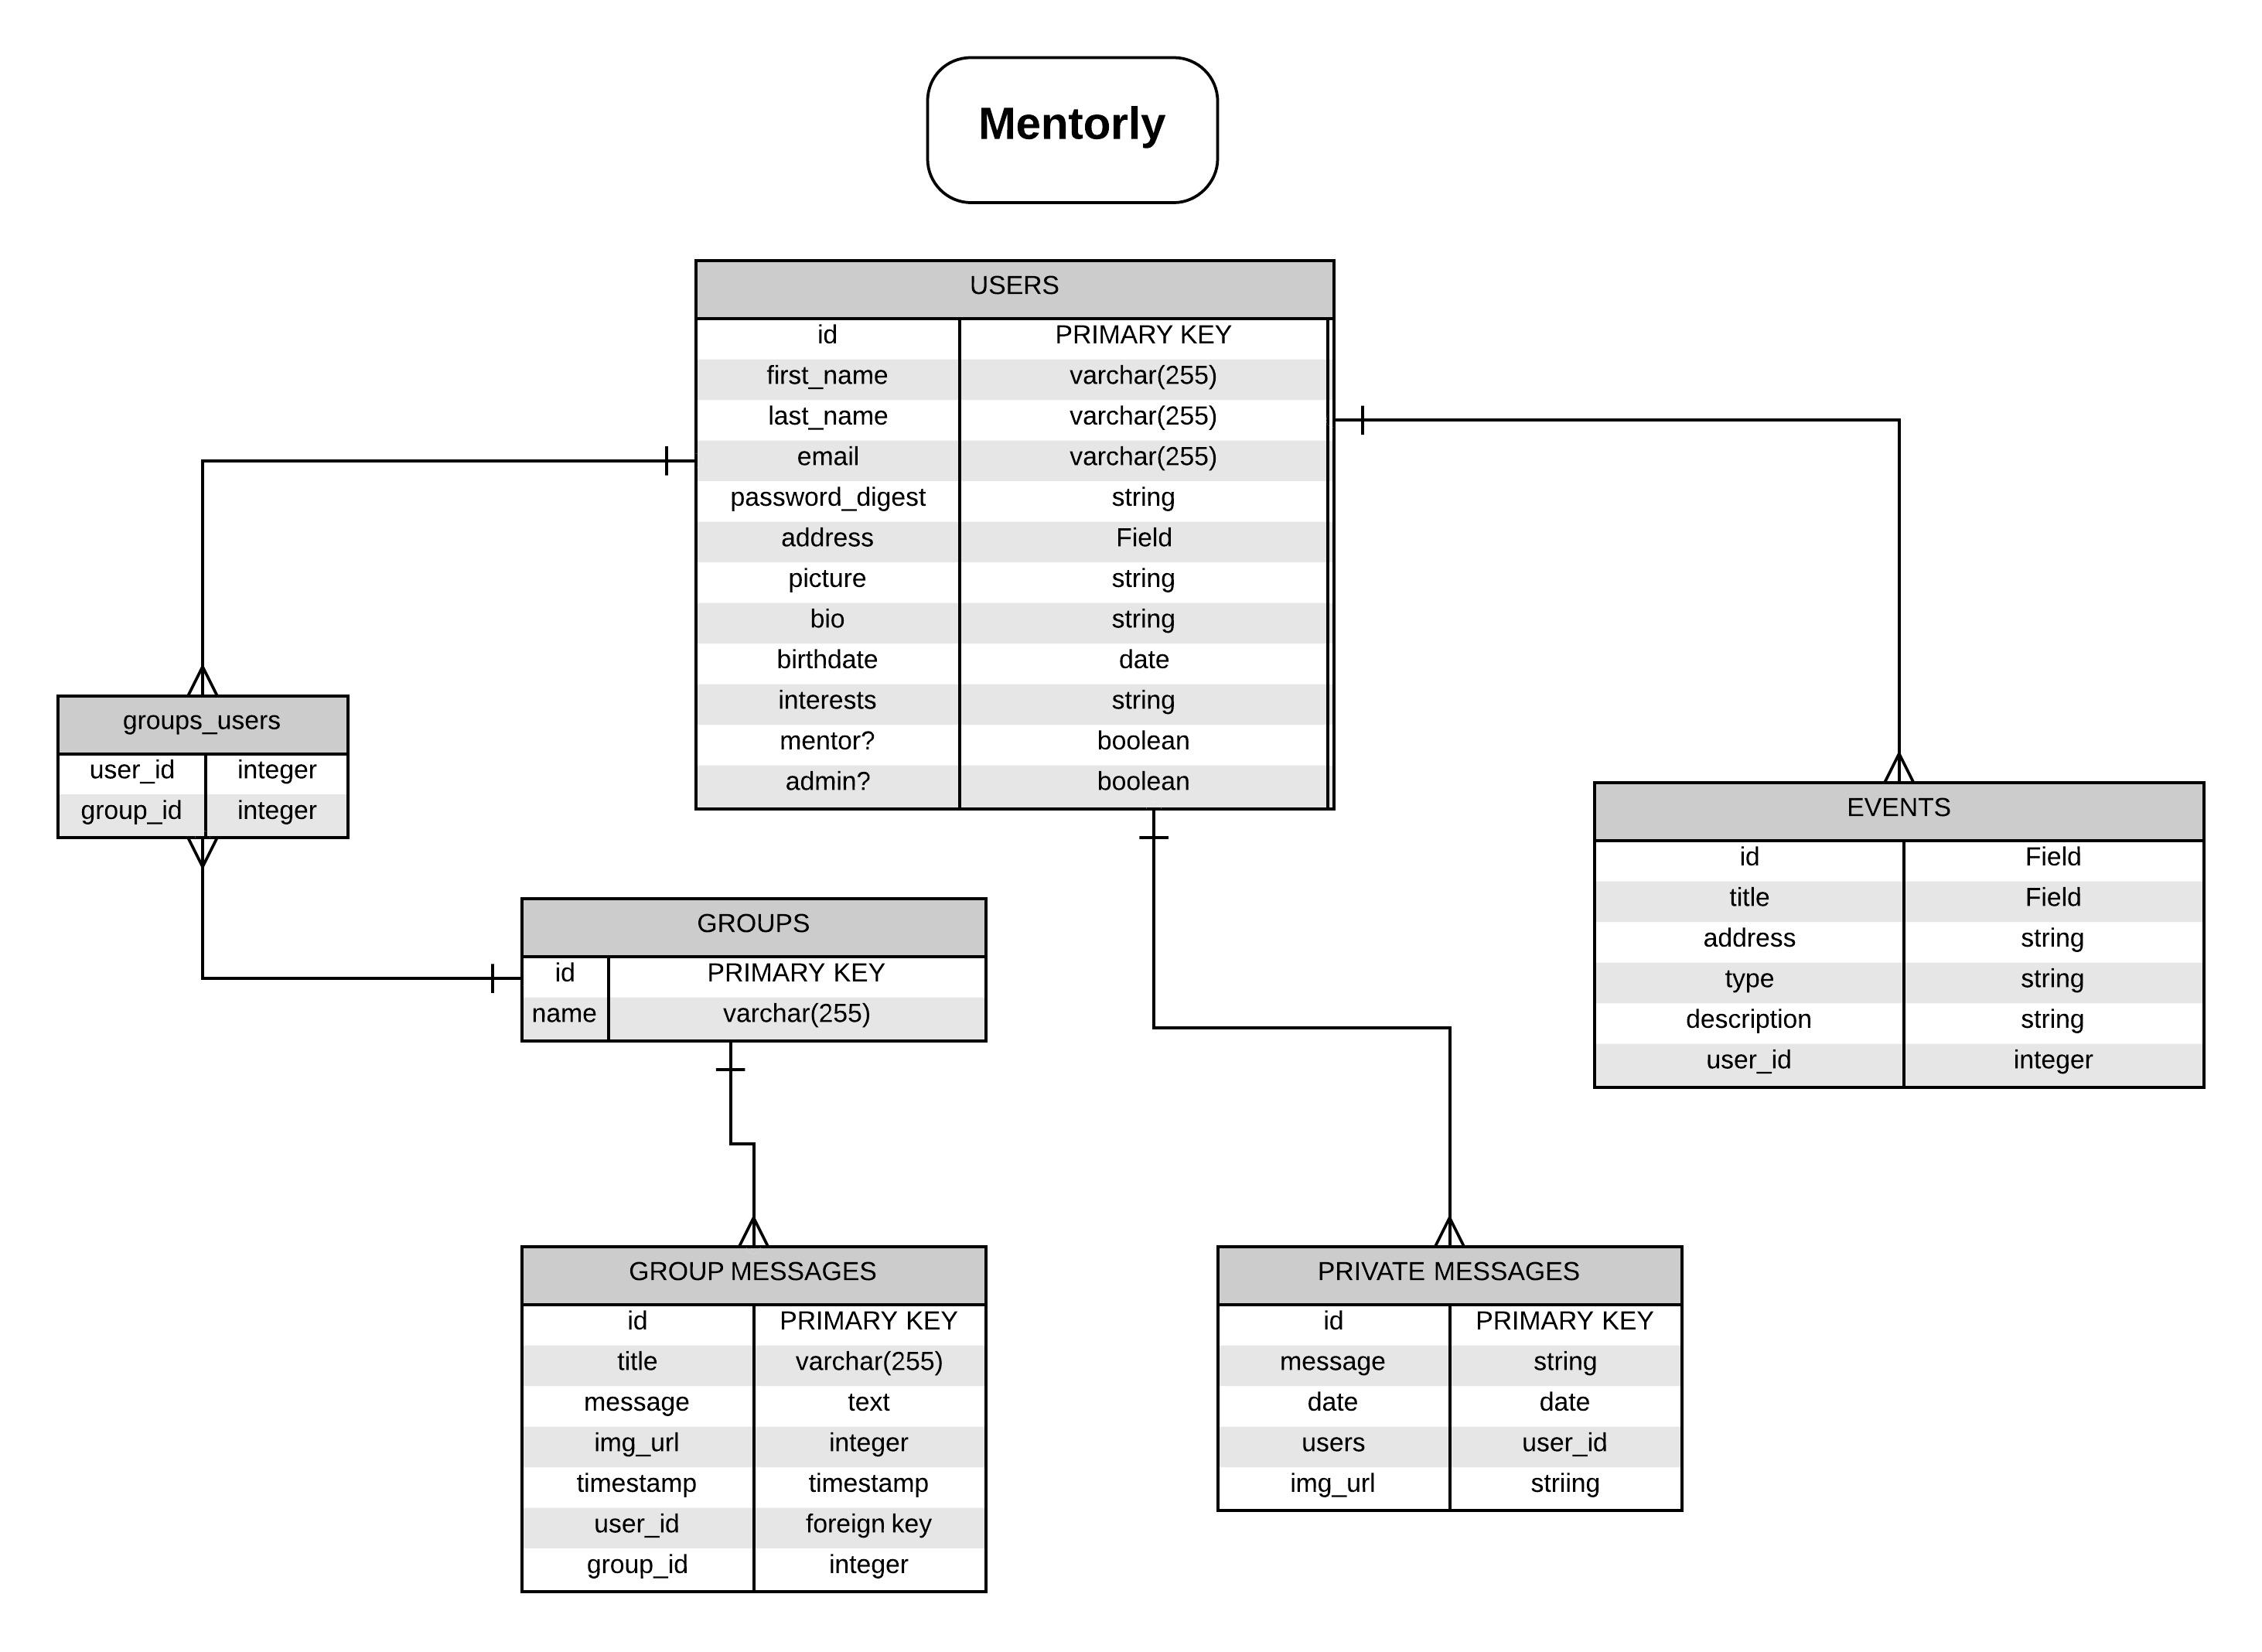 Mentorly
USERS
id PRIMARY KEY
first_name varchar(255)
last_name varchar(255)
email varchar(255)
password_digest string
address Field
picture string
bio string
birthdate date
interests string
mentor? boolean
admin? boolean
groups_users
user_id integer
group_id integer
EVENTS
id Field
title Field
address string
type string
description string
user_id integer
GROUPS
id PRIMARY KEY
name varchar(255)
GROUP MESSAGES
id PRIMARY KEY
title varchar(255)
message text
img_url integer
timestamp timestamp
user_id foreign key
group_id integer
PRIVATE MESSAGES
id PRIMARY KEY
message string
date date
users user_id
img_url striing